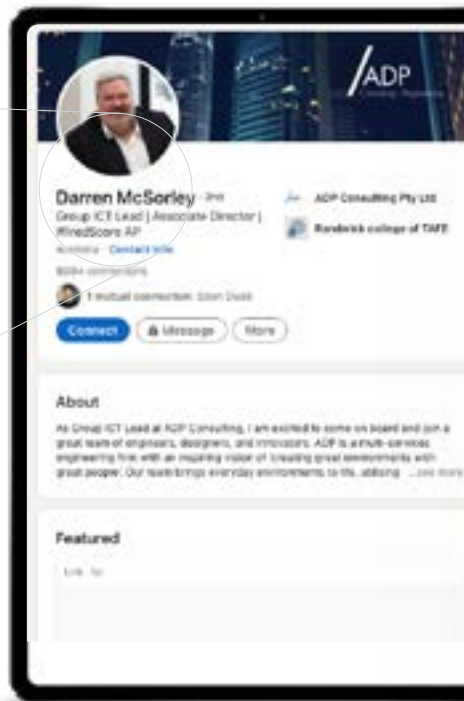 ADP
Darren McSorley · 2nd
Group ICT Lead | Associate Director |
WiredScore AP
Australia · Contact info
500+ connections
1 mutual connection:
Connect
Message
More
ADP Consulting Pty Ltd
Randwick college of TAFE
About
As Group ICT Lead at ADP Consulting, I am excited to come on board and join a
great team of engineers, designers, and innovators. ADP is a multi-services
engineering firm with an inspiring vision of 'creating great environments with
great people'. Our team brings everyday environments to life, utilising ...see more
Featured
Link